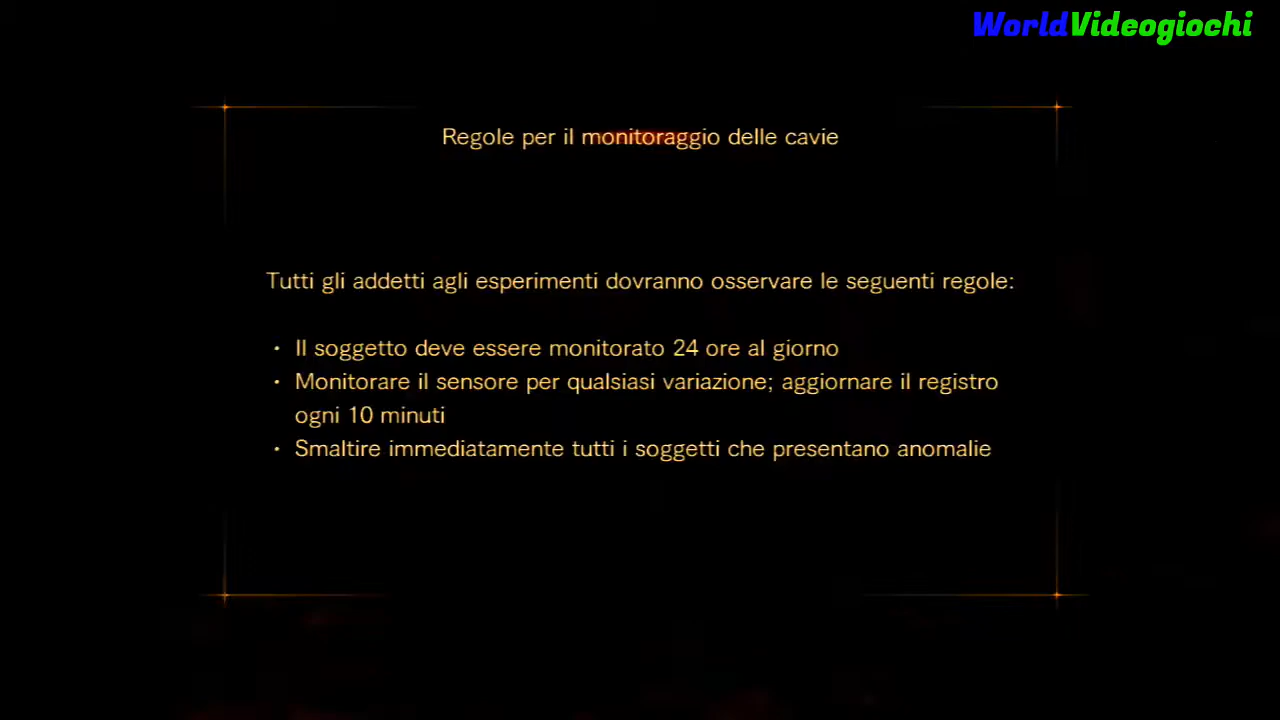 WorldVideogiochi
Regole per il monitoraggio delle cavie
Tutti gli addetti agli esperimenti dovranno osservare le seguenti regole:
・ Il soggetto deve essere monitorato 24 ore al giorno
・ Monitorare il sensore per qualsiasi variazione; aggiornare il registro
ogni 10 minuti
・ Smaltire immediatamente tutti i soggetti che presentano anomalie